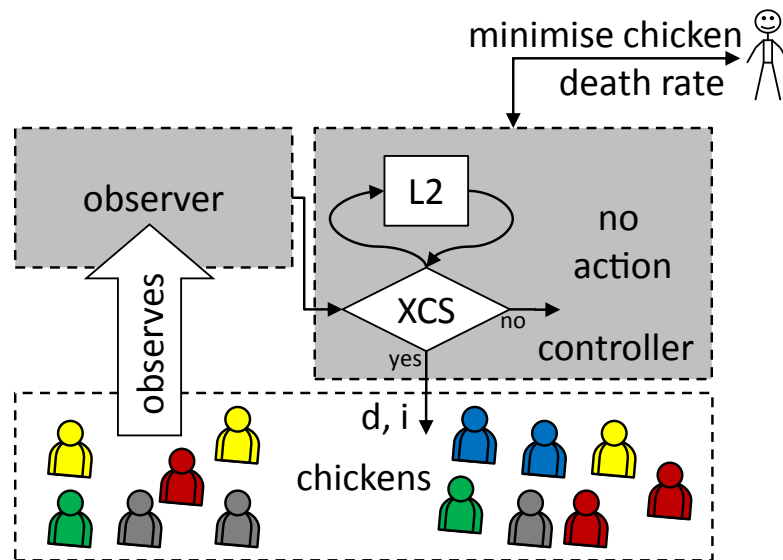 minimise chicken
death rate
observer
L2
no
action
XCS
no
controller
yes
observes
d, i
chickens